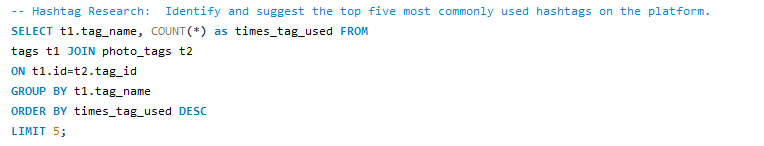 -- Hashtag Research:  Identify and suggest the top five most commonly used hashtags on the platform.
SELECT t1.tag_name, COUNT(*) as times_tag_used FROM
tags t1 JOIN photo_tags t2
ON t1.id=t2.tag_id
GROUP BY t1.tag_name
ORDER BY times_tag_used DESC
LIMIT 5;